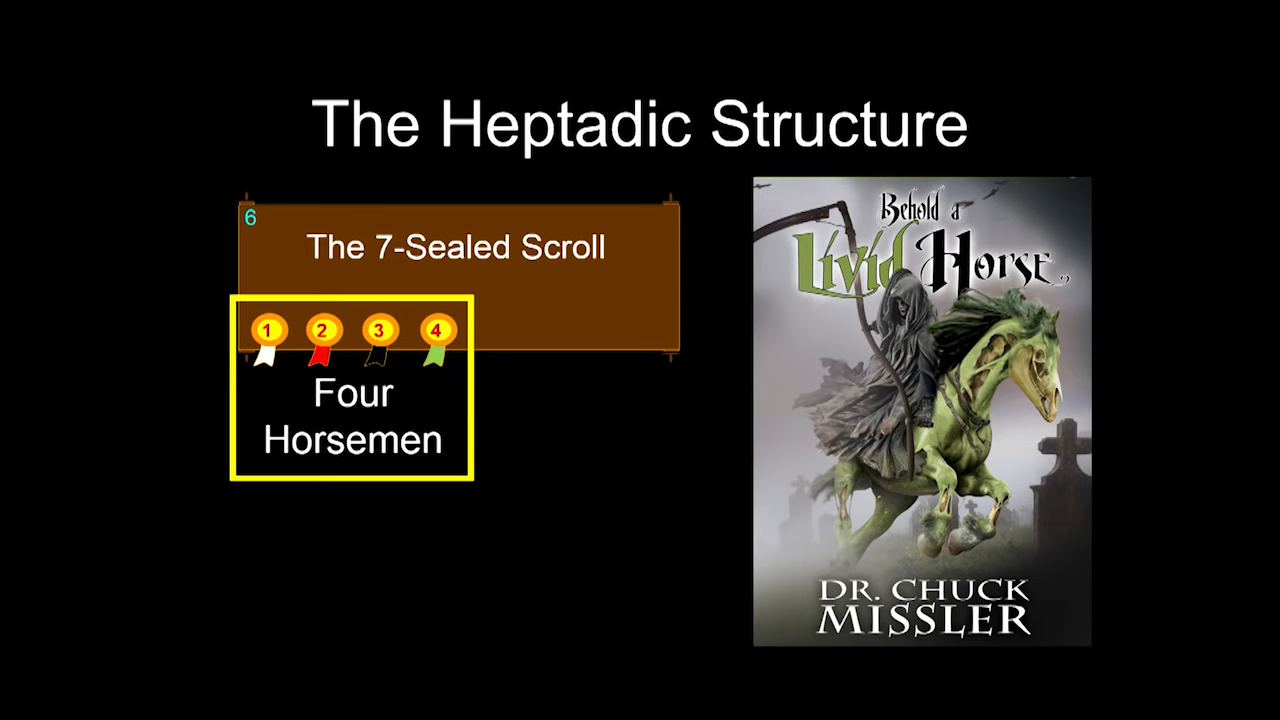 The Heptadic Structure
6
The 7-Sealed Scroll
1 2 3 4
Four
Horsemen
Behold a
Livid Horse
DR. CHUCK
MISSLER